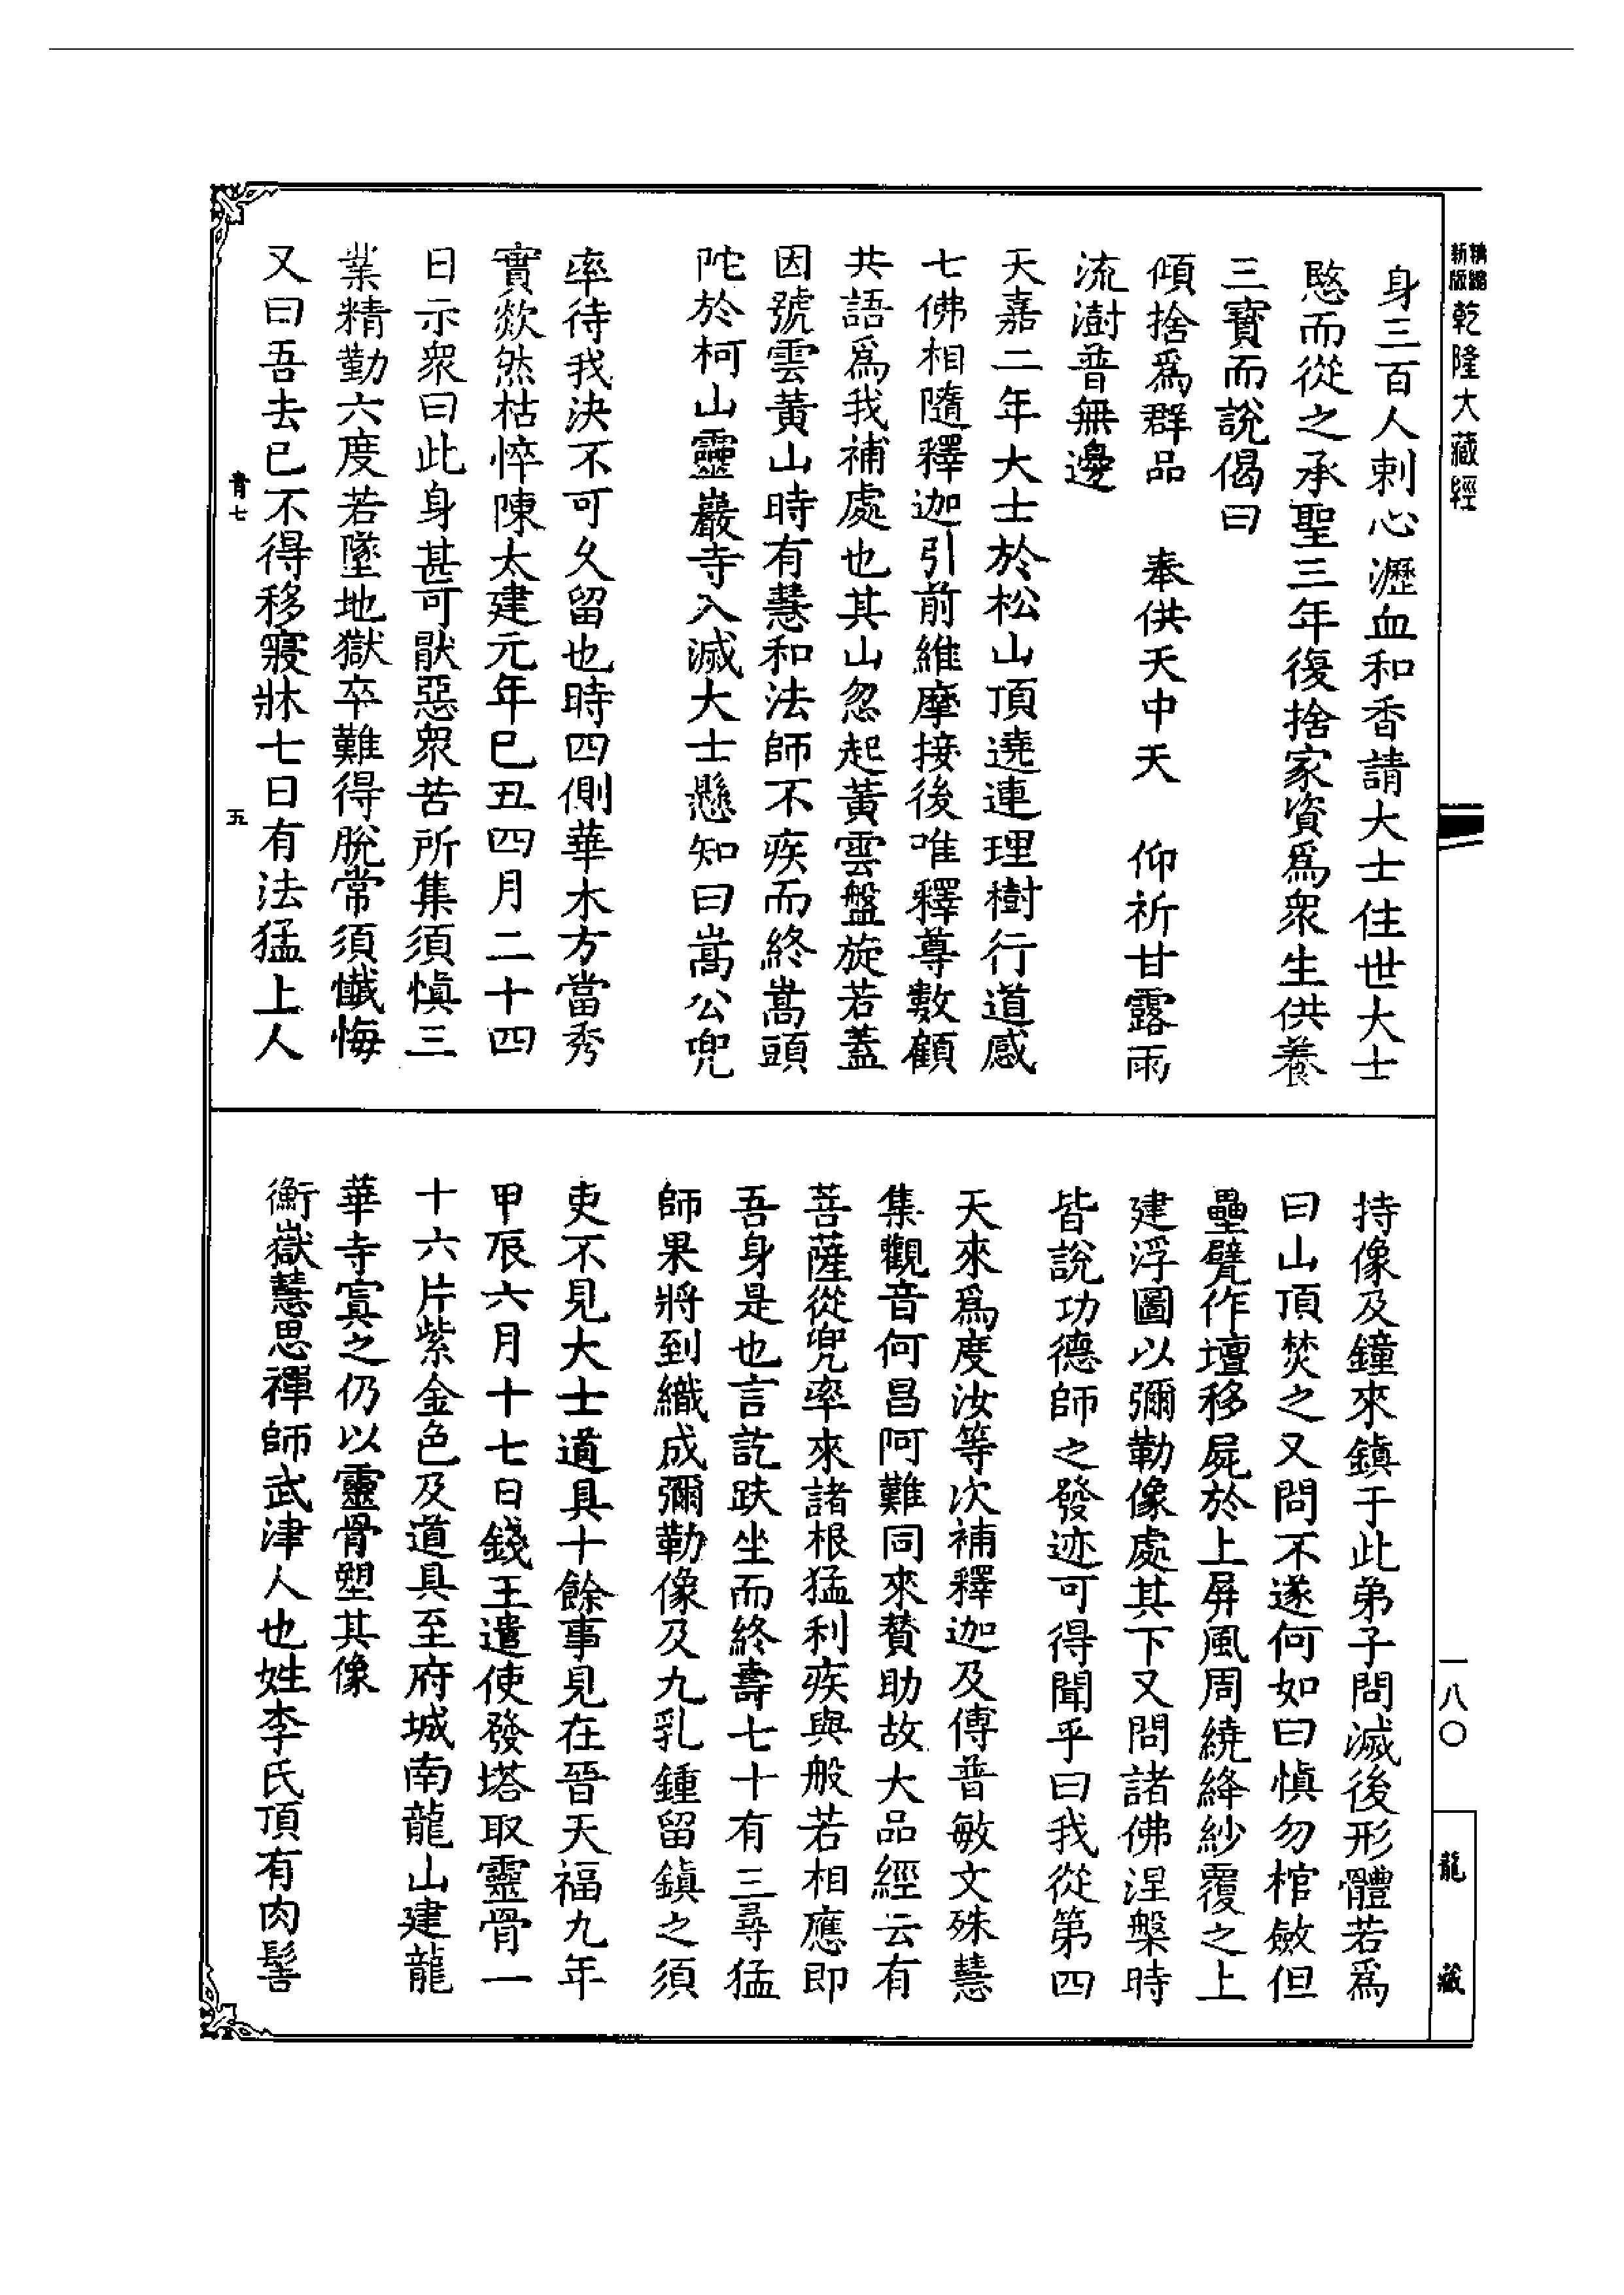 精縮
新版
乾隆大藏經
身三百人剌心瀝血和香請大士住世大士
愍而從之承聖三年復捨家資爲衆生供養
三寳而說偈曰
傾捨爲群品　奉供天中天　仰祈甘露雨
流澍普無邊
天嘉二年大士於松山頂遶連理樹行道感
七佛相隨釋迦引前維摩接後唯釋尊數顧
共語爲我補處也其山忽起黃雲盤旋若蓋
因號雲黃山時有慧和法師不疾而終嵩頭
陀於柯山靈巖寺入滅大士懸知曰嵩公兜
率待我決不可久留也時四側華木方當秀
實欻然枯悴陳太建元年巳丑四月二十四
日示衆曰此身甚可猒惡衆苦所集須愼三
業精勤六度若墜地獄卒難得脫常須懺悔
又曰吾去已不得移寢牀七日有法猛上人
青七
五
持像及鐘來鎭于此弟子問滅後形體若爲
曰山頂焚之又問不遂何如曰愼勿棺斂但
壘甓作壇移屍於上屏風周繞絳紗覆之上
建浮圖以彌勒像處其下又問諸佛涅槃時
皆說功德師之發迹可得聞乎曰我從第四
天來爲度汝等次補釋迦及傅普敏文殊慧
集觀音何昌阿難同來贊助故大品經云有
菩薩從兜率來諸根猛利疾與般若相應即
吾身是也言訖趺坐而終壽七十有三尋猛
師果將到織成彌勒像及九乳鍾留鎭之須
臾不見大士道具十餘事見在晉天福九年
甲辰六月十七日錢王遣使發塔取靈骨一
十六片紫金色及道具至府城南龍山建龍
華寺寘之仍以靈骨塑其像
衡嶽慧思禪師武津人也姓李氏頂有肉髻
一八〇
龍藏